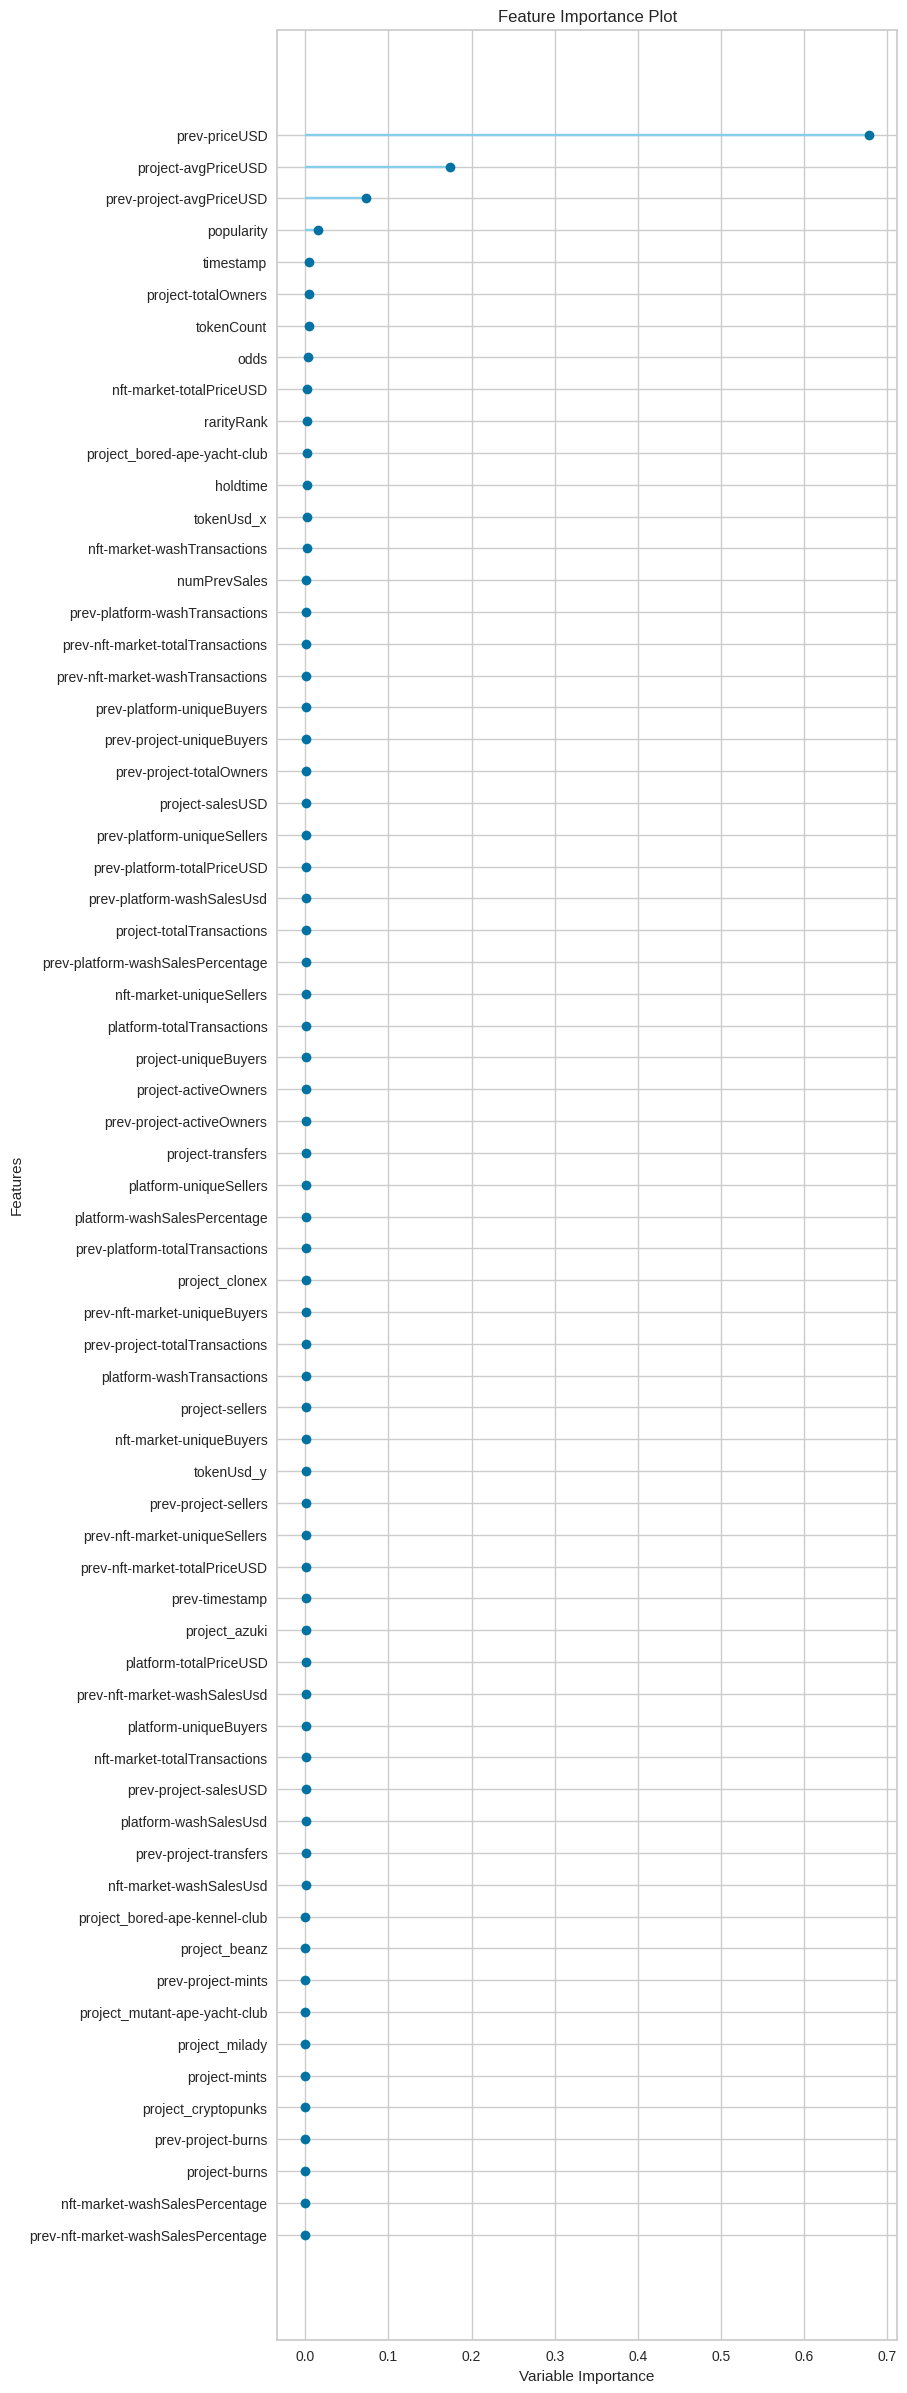 Feature Importance Plot
prev-priceUSD
project-avgPriceUSD
prev-project-avgPriceUSD
popularity
timestamp
project-totalOwners
tokenCount
odds
nft-market-totalPriceUSD
rarityRank
project_bored-ape-yacht-club
holdtime
tokenUsd_x
nft-market-washTransactions
numPrevSales
prev-platform-washTransactions
prev-nft-market-totalTransactions
prev-nft-market-washTransactions
prev-platform-uniqueBuyers
prev-project-uniqueBuyers
prev-project-totalOwners
project-salesUSD
prev-platform-uniqueSellers
prev-platform-totalPriceUSD
prev-platform-washSalesUsd
project-totalTransactions
prev-platform-washSalesPercentage
nft-market-uniqueSellers
platform-totalTransactions
project-uniqueBuyers
project-activeOwners
prev-project-activeOwners
project-transfers
platform-uniqueSellers
platform-washSalesPercentage
prev-platform-totalTransactions
project_clonex
prev-nft-market-uniqueBuyers
prev-project-totalTransactions
platform-washTransactions
project-sellers
nft-market-uniqueBuyers
tokenUsd_y
prev-project-sellers
prev-nft-market-uniqueSellers
prev-nft-market-totalPriceUSD
prev-timestamp
project_azuki
platform-totalPriceUSD
prev-nft-market-washSalesUsd
platform-uniqueBuyers
nft-market-totalTransactions
prev-project-salesUSD
platform-washSalesUsd
prev-project-transfers
nft-market-washSalesUsd
project_bored-ape-kennel-club
project_beanz
prev-project-mints
project_mutant-ape-yacht-club
project_milady
project-mints
project_cryptopunks
prev-project-burns
project-burns
nft-market-washSalesPercentage
prev-nft-market-washSalesPercentage
Features
0.0 0.1 0.2 0.3 0.4 0.5 0.6 0.7
Variable Importance